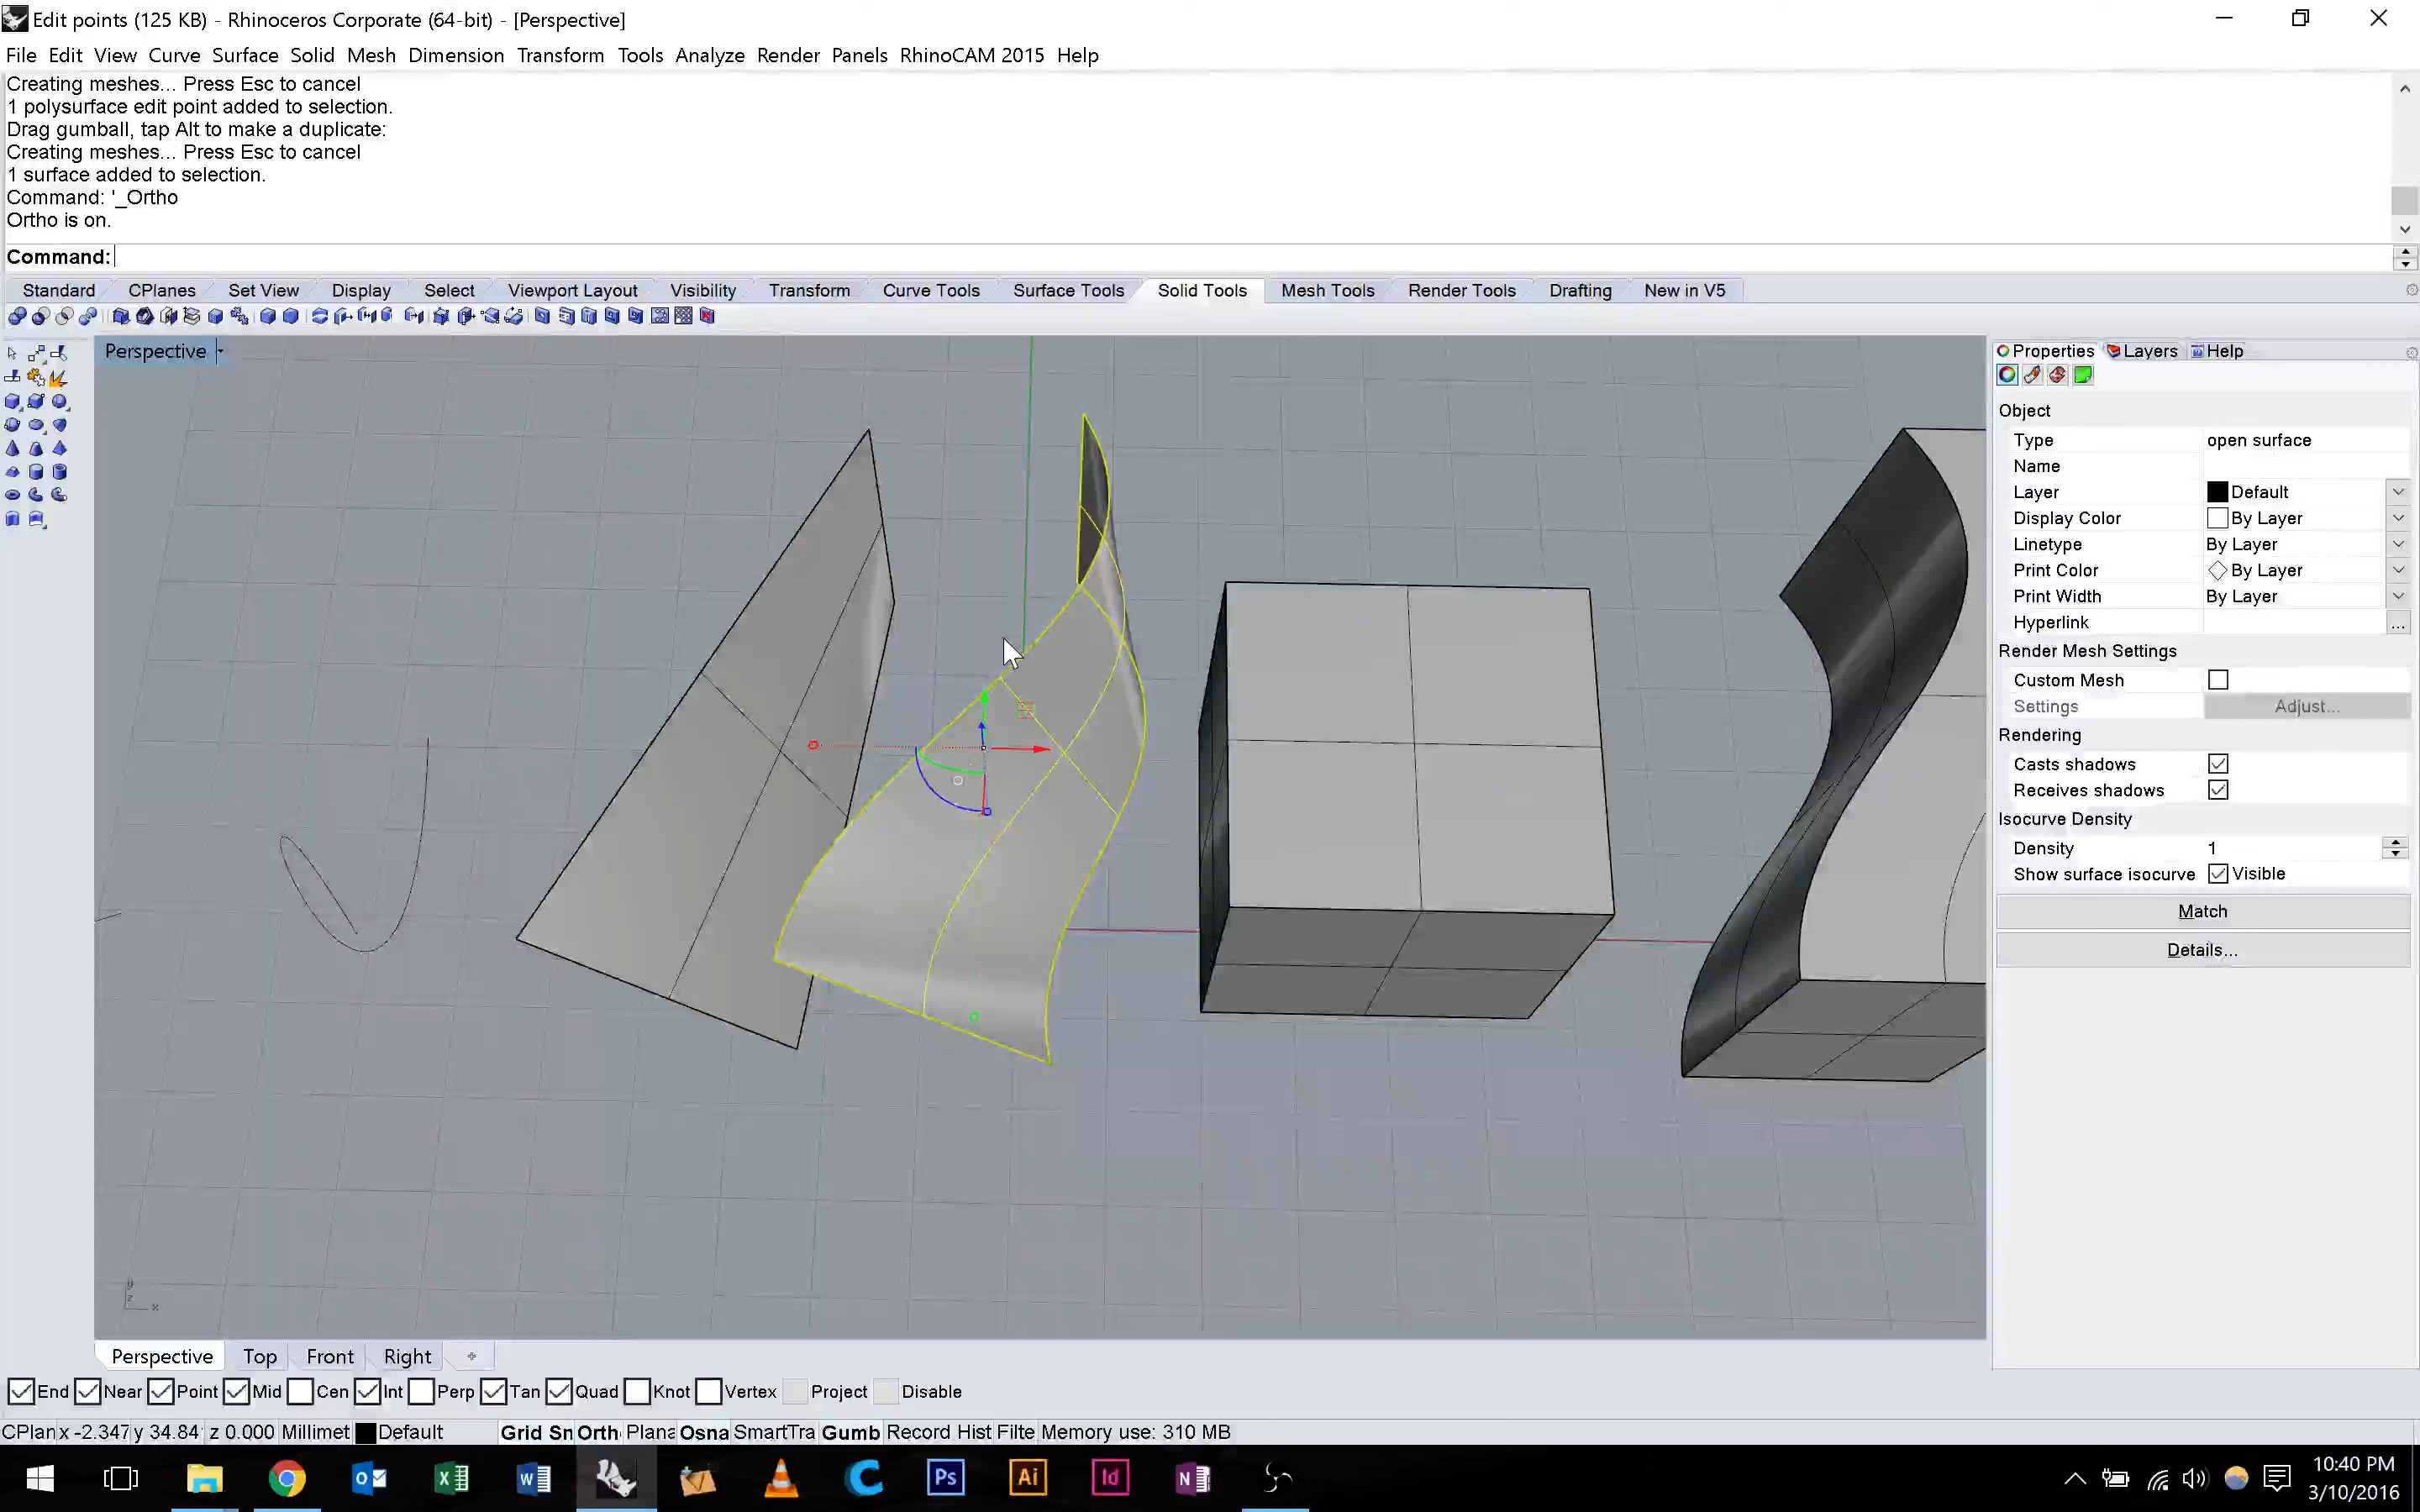 Edit points (125 KB) - Rhinoceros Corporate (64-bit) - [Perspective]
File Edit View Curve Surface Solid Mesh Dimension Transform Tools Analyze Render Panels RhinoCAM 2015 Help
Creating meshes... Press Esc to cancel
1 polysurface edit point added to selection.
Drag gumball, tap Alt to make a duplicate:
Creating meshes... Press Esc to cancel
1 surface added to selection.
Command: '_Ortho
Ortho is on.
Command:
Standard CPlanes Set View Display Select Viewport Layout Visibility Transform Curve Tools Surface Tools Solid Tools Mesh Tools Render Tools Drafting New in V5
Perspective
Properties Layers Help
Object
Type open surface
Name
Layer Default
Display Color By Layer
Linetype By Layer
Print Color By Layer
Print Width By Layer
Hyperlink ...
Render Mesh Settings
Custom Mesh
Settings Adjust...
Rendering
Casts shadows
Receives shadows
Isocurve Density
Density 1
Show surface isocurve Visible
Match
Details...
y
z
x
Perspective Top Front Right
End Near Point Mid Cen Int Perp Tan Quad Knot Vertex Project Disable
CPlan x -2.347 y 34.84 z 0.000 Millimet Default Grid Sn Orth Plana Osna SmartTra Gumb Record Hist Filte Memory use: 310 MB
Ps Ai Id
10:40 PM
3/10/2016